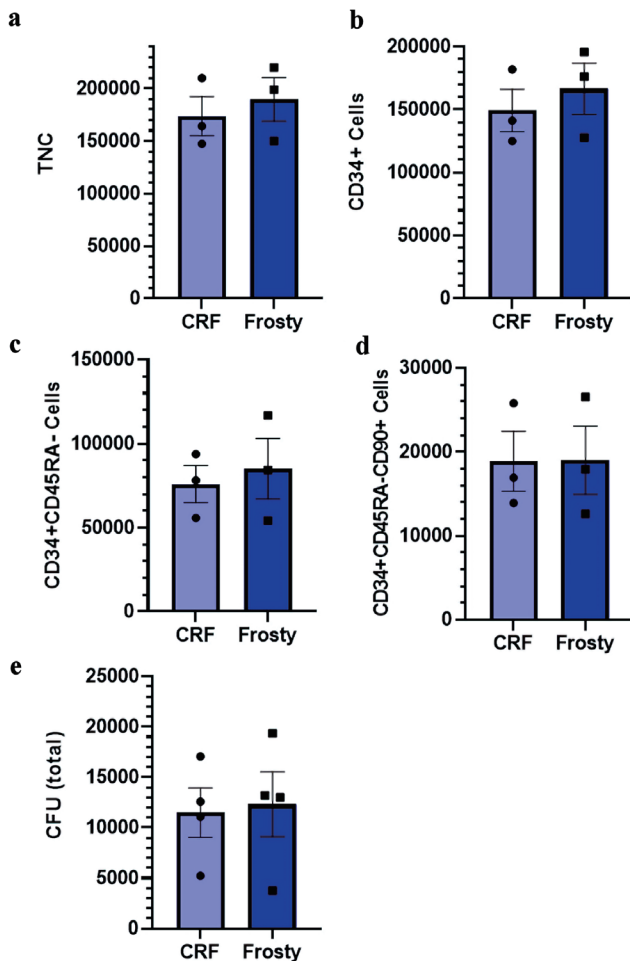 a
TNC
200000
150000
100000
50000
0
CRF Frosty
b
CD34+ Cells
200000
150000
100000
50000
0
CRF Frosty
c
CD34+CD45RA- Cells
150000
100000
50000
0
CRF Frosty
d
CD34+CD45RA-CD90+ Cells
30000
20000
10000
0
CRF Frosty
e
CFU (total)
25000
20000
15000
10000
5000
0
CRF Frosty